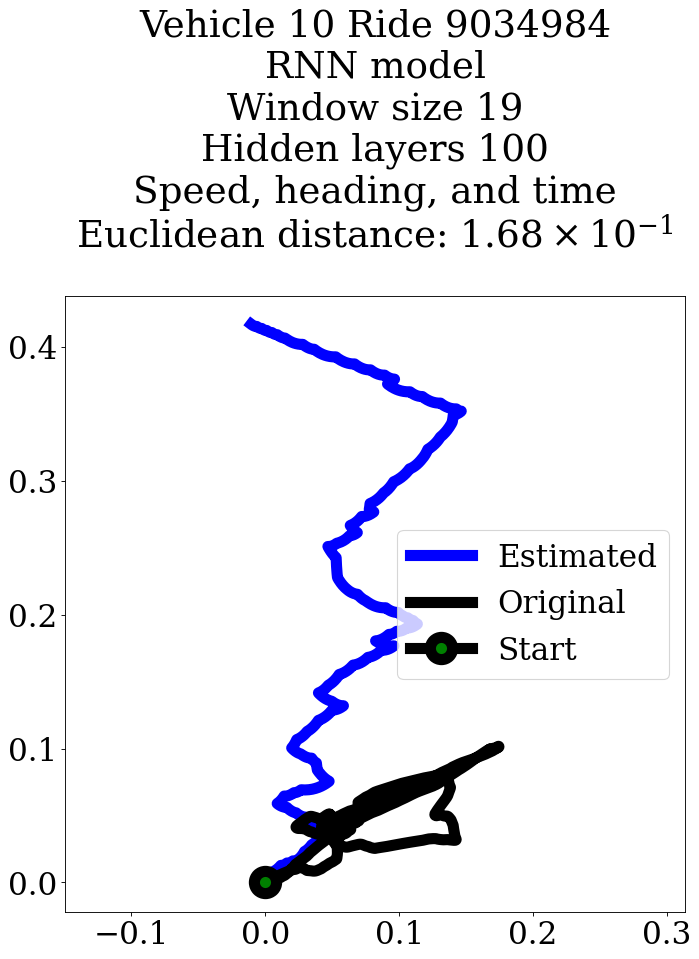 Vehicle 10 Ride 9034984
RNN model
Window size 19
Hidden layers 100
Speed, heading, and time
Euclidean distance: 1.68 × 10⁻¹
0.4
0.3
0.2
0.1
0.0
Estimated
Original
Start
−0.1 0.0 0.1 0.2 0.3